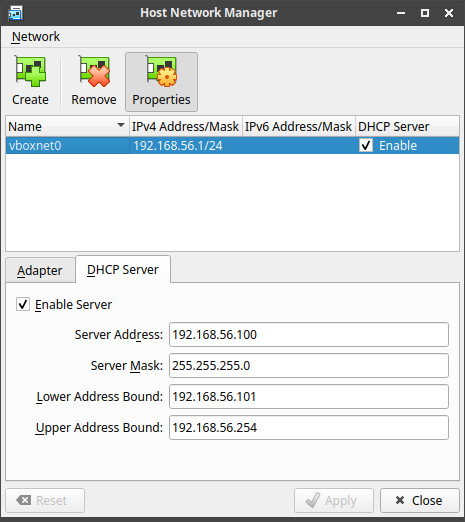 Host Network Manager
Network
Create Remove Properties
Name IPv4 Address/Mask IPv6 Address/Mask DHCP Server
vboxnet0 192.168.56.1/24 Enable
Adapter DHCP Server
Enable Server
Server Address: 192.168.56.100
Server Mask: 255.255.255.0
Lower Address Bound: 192.168.56.101
Upper Address Bound: 192.168.56.254
Reset Apply Close